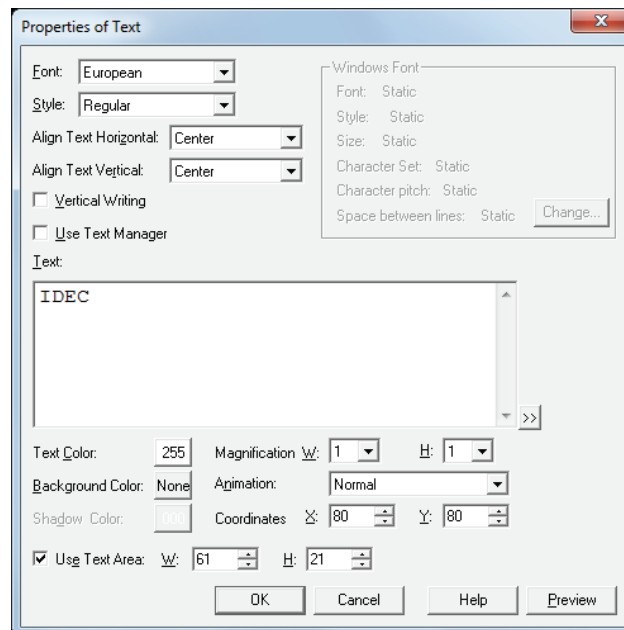 Properties of Text
Font: European
Style: Regular
Align Text Horizontal: Center
Align Text Vertical: Center
Vertical Writing
Use Text Manager
Windows Font
Font: Static
Style: Static
Size: Static
Character Set: Static
Character pitch: Static
Space between lines: Static Change...
Text:
IDEC
>>
Text Color: 255 Magnification W: 1 H: 1
Background Color: None Animation: Normal
Shadow Color: 000 Coordinates X: 80 Y: 80
Use Text Area: W: 61 H: 21
OK Cancel Help Preview